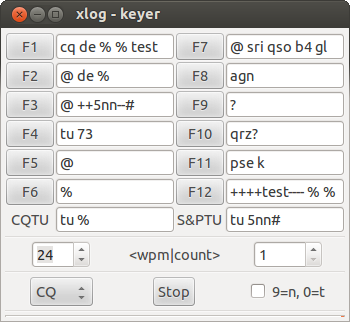 xlog - keyer
F1 cq de % % test F7 @ sri qso b4 gl
F2 @ de % F8 agn
F3 @ ++5nn--# F9 ?
F4 tu 73 F10 qrz?
F5 @ F11 pse k
F6 % F12 ++++test---- % %
CQTU tu % S&PTU tu 5nn#
24 <wpm|count> 1
CQ Stop 9=n, 0=t